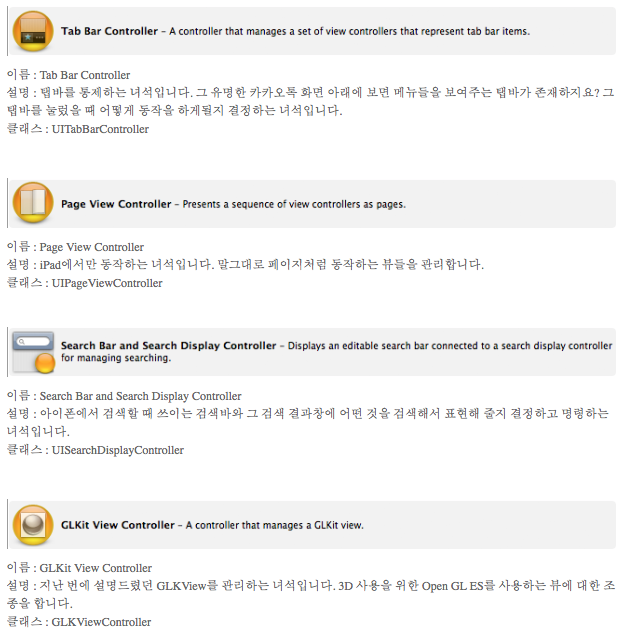 Tab Bar Controller – A controller that manages a set of view controllers that represent tab bar items.
이름 : Tab Bar Controller
설명 : 탭바를 통제하는 녀석입니다. 그 유명한 카카오톡 화면 아래에 보면 메뉴들을 보여주는 탭바가 존재하지요? 그
탭바를 눌렀을 때 어떻게 동작을 하게될지 결정하는 녀석입니다.
클래스 : UITabBarController
Page View Controller – Presents a sequence of view controllers as pages.
이름 : Page View Controller
설명 : iPad에서만 동작하는 녀석입니다. 말그대로 페이지처럼 동작하는 뷰들을 관리합니다.
클래스 : UIPageViewController
Search Bar and Search Display Controller – Displays an editable search bar connected to a search display controller
for managing searching.
이름 : Search Bar and Search Display Controller
설명 : 아이폰에서 검색할 때 쓰이는 검색바와 그 검색 결과창에 어떤 것을 검색해서 표현해 줄지 결정하고 명령하는
녀석입니다.
클래스 : UISearchDisplayController
GLKit View Controller – A controller that manages a GLKit view.
이름 : GLKit View Controller
설명 : 지난 번에 설명드렸던 GLKView를 관리하는 녀석입니다. 3D 사용을 위한 Open GL ES를 사용하는 뷰에 대한 조
종을 합니다.
클래스 : GLKViewController